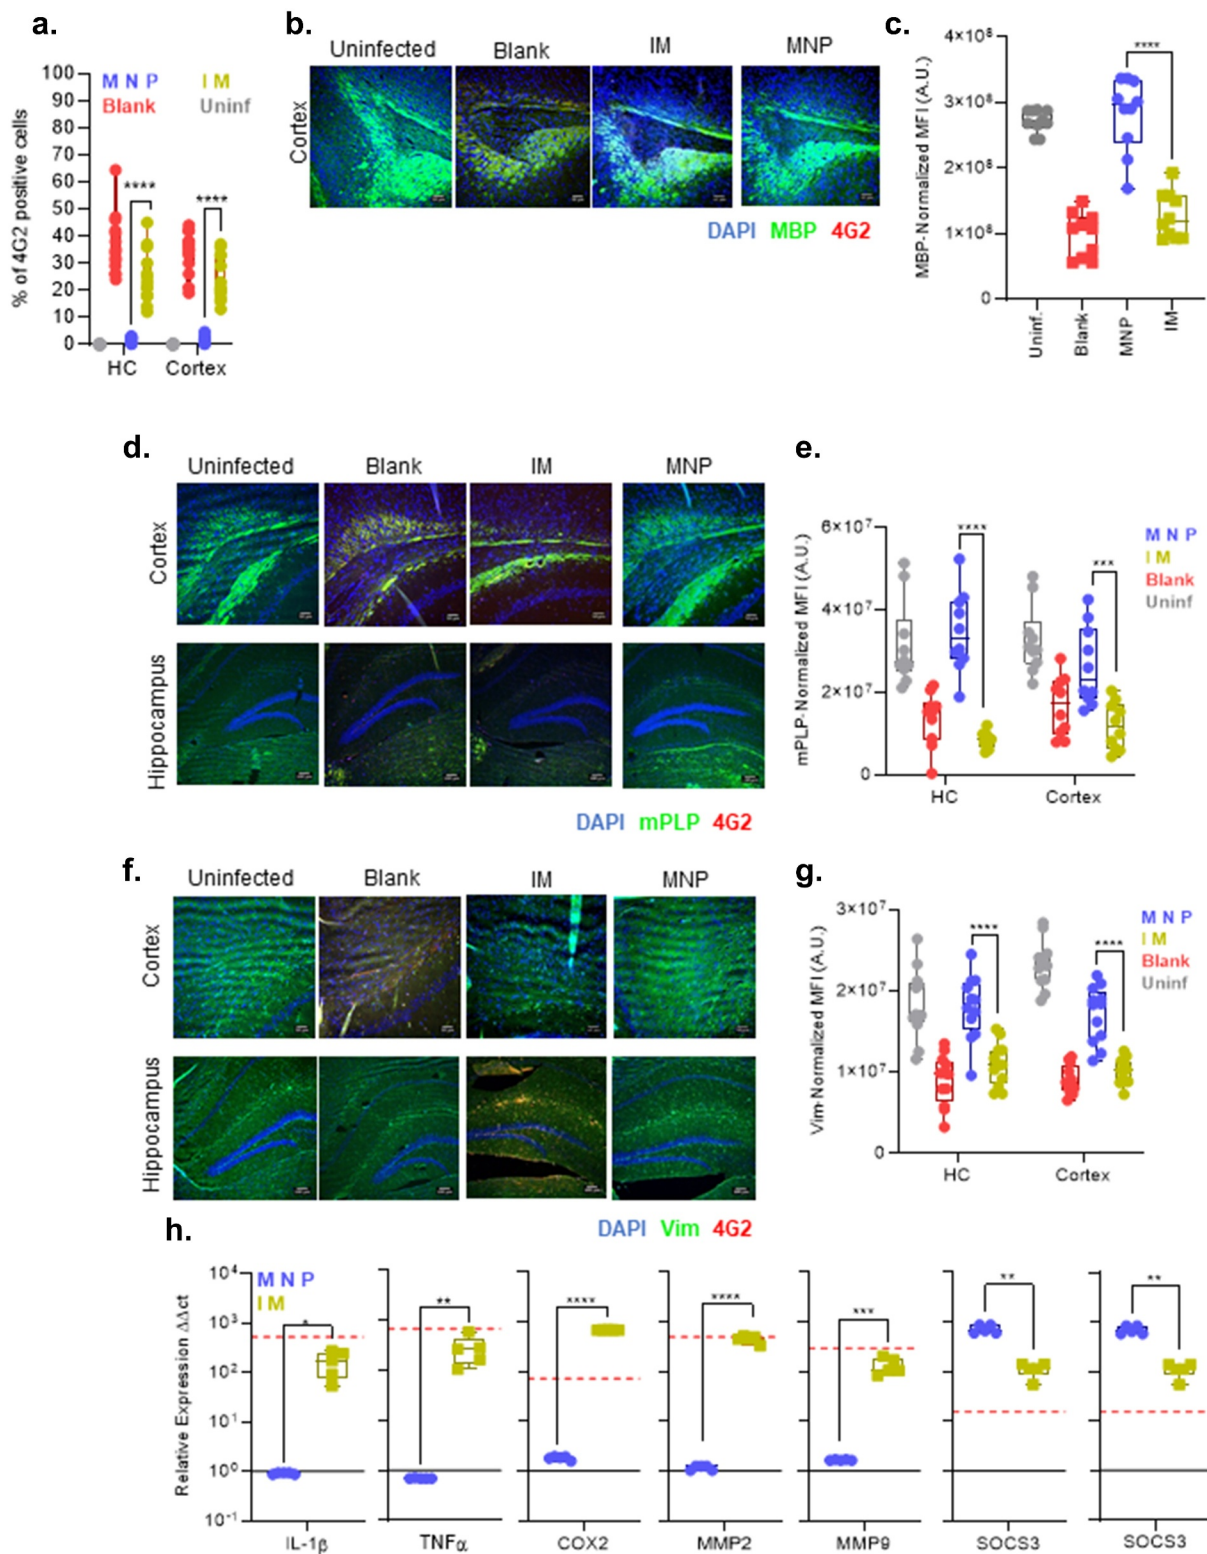 a.
% of 4G2 positive cells
100
90
80
70
60
50
40
30
20
10
0
M N P
I M
Blank
Uninf
****
****
HC
Cortex
b.
Uninfected
Blank
IM
MNP
Cortex
DAPI MBP 4G2
c.
MBP-Normalized MFI (A.U.)
4×10⁸
3×10⁸
2×10⁸
1×10⁸
0
****
Uninf.
Blank
MNP
IM
d.
Uninfected
Blank
IM
MNP
Cortex
Hippocampus
DAPI mPLP 4G2
e.
mPLP-Normalized MFI (A.U.)
6×10⁷
4×10⁷
2×10⁷
0
****
***
HC
Cortex
M N P
I M
Blank
Uninf
f.
Uninfected
Blank
IM
MNP
Cortex
Hippocampus
DAPI Vim 4G2
g.
Vim-Normalized MFI (A.U.)
3×10⁷
2×10⁷
1×10⁷
0
****
****
HC
Cortex
M N P
I M
Blank
Uninf
h.
Relative Expression ΔΔct
10⁴
10³
10²
10¹
10⁰
10⁻¹
M N P
I M
*
**
****
****
***
**
**
IL-1β
TNFα
COX2
MMP2
MMP9
SOCS3
SOCS3